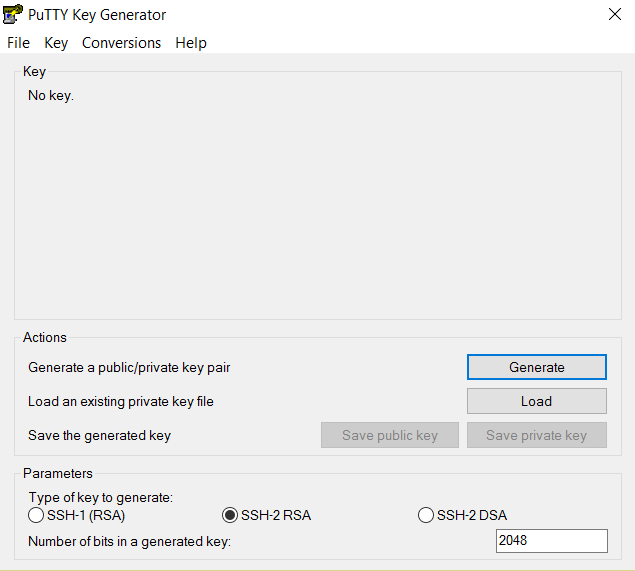 PuTTY Key Generator
File Key Conversions Help
Key
No key.
Actions
Generate a public/private key pair Generate
Load an existing private key file Load
Save the generated key Save public key Save private key
Parameters
Type of key to generate:
SSH-1 (RSA) SSH-2 RSA SSH-2 DSA
Number of bits in a generated key: 2048